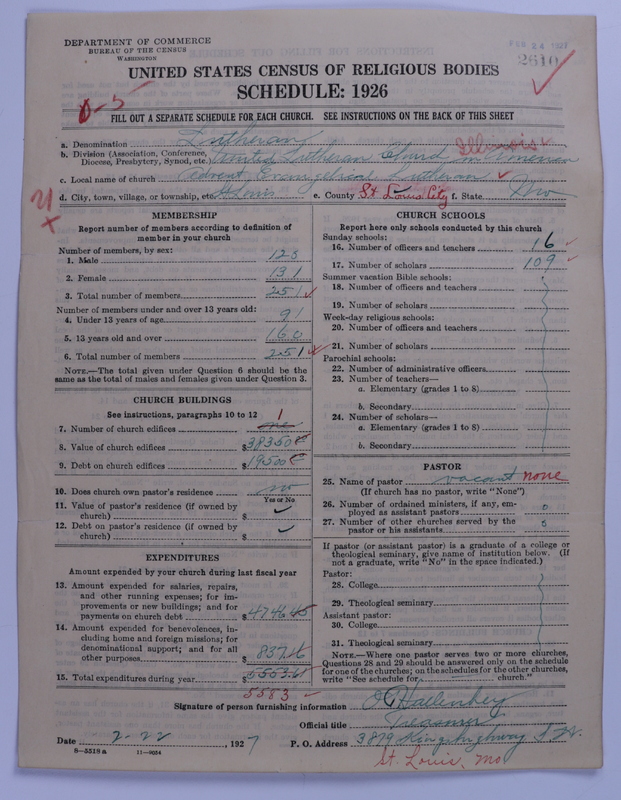 DEPARTMENT OF COMMERCE
BUREAU OF THE CENSUS
WASHINGTON
FEB 24 1927
2610
UNITED STATES CENSUS OF RELIGIOUS BODIES
SCHEDULE: 1926
0-5
FILL OUT A SEPARATE SCHEDULE FOR EACH CHURCH. SEE INSTRUCTIONS ON THE BACK OF THIS SHEET
a. Denomination Lutheran
Illinois
b. Division (Association, Conference, Diocese, Presbytery, Synod, etc.) United Lutheran Church in America
c. Local name of church Advent Evangelical Lutheran
d. City, town, village, or township, etc. St Louis e. County St Louis City f. State Mo
MEMBERSHIP
Report number of members according to definition of
member in your church
Number of members, by sex:
1. Male 120
2. Female 131
3. Total number of members 251
Number of members under and over 13 years old:
4. Under 13 years of age 91
5. 13 years old and over 160
6. Total number of members 251
NOTE.—The total given under Question 6 should be
same as the total of males and females given under Question 3.
CHURCH BUILDINGS
See instructions, paragraphs 10 to 12
1
7. Number of church edifices one
8. Value of church edifices $38350
9. Debt on church edifices $19500
10. Does church own pastor's residence no
Yes or No
11. Value of pastor's residence (if owned by
church) $
12. Debt on pastor's residence (if owned by
church) $
EXPENDITURES
Amount expended by your church during last fiscal year
13. Amount expended for salaries, repairs,
and other running expenses; for im-
provements or new buildings; and for
payments on church debt $4746.45
14. Amount expended for benevolences, in-
cluding home and foreign missions; for
denominational support; and for all
other purposes $837.16
15. Total expenditures during year $5553.61
5583
CHURCH SCHOOLS
Report here only schools conducted by this church
Sunday schools:
16. Number of officers and teachers 16
17. Number of scholars 109
Summer vacation Bible schools:
18. Number of officers and teachers
19. Number of scholars
Week-day religious schools:
20. Number of officers and teachers
21. Number of scholars
Parochial schools:
22. Number of administrative officers
23. Number of teachers—
a. Elementary (grades 1 to 8)
b. Secondary
24. Number of scholars—
a. Elementary (grades 1 to 8)
b. Secondary
PASTOR
25. Name of pastor vacant none
(If church has no pastor, write "None")
26. Number of ordained ministers, if any, em-
ployed as assistant pastors 0
27. Number of other churches served by the
pastor or his assistants 0
If pastor (or assistant pastor) is a graduate of a college or
theological seminary, give name of institution below. (If
not a graduate, write "No" in the space indicated.)
Pastor:
28. College
29. Theological seminary
Assistant pastor:
30. College
31. Theological seminary
NOTE.—Where one pastor serves two or more churches,
Questions 28 and 29 should be answered only on the schedule
for one of the churches; on the schedules for the other churches,
write "See schedule for church."
Signature of person furnishing information O Hallenberg
Official title Treasurer
Date 2-22, 1927 P. O. Address 3879 Kingshighway S W.
8-5518 a 11-9034
St. Louis, Mo